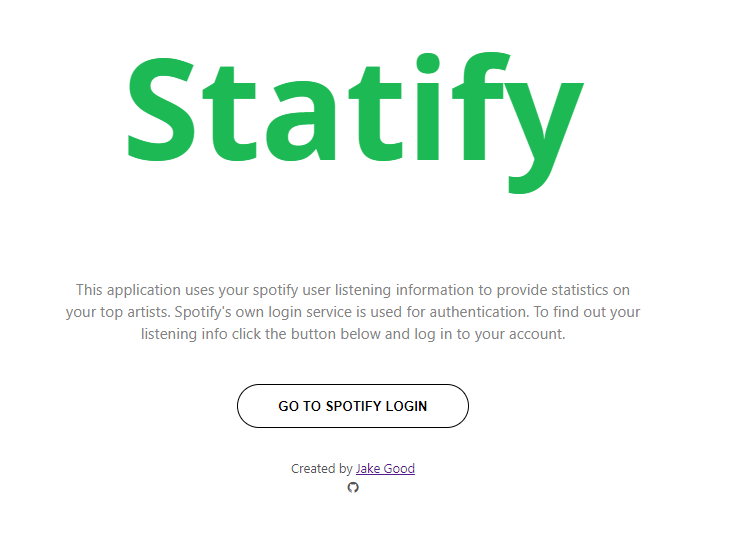 Statify
This application uses your spotify user listening information to provide statistics on
your top artists. Spotify's own login service is used for authentication. To find out your
listening info click the button below and log in to your account.
GO TO SPOTIFY LOGIN
Created by Jake Good